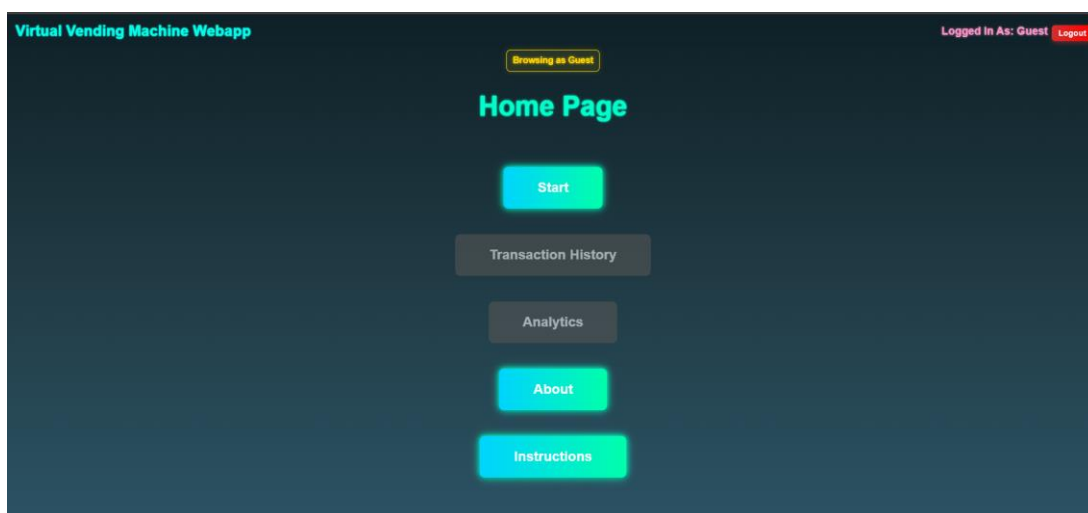 Virtual Vending Machine Webapp
Logged In As: Guest Logout
Browsing as Guest
Home Page
Start
Transaction History
Analytics
About
Instructions